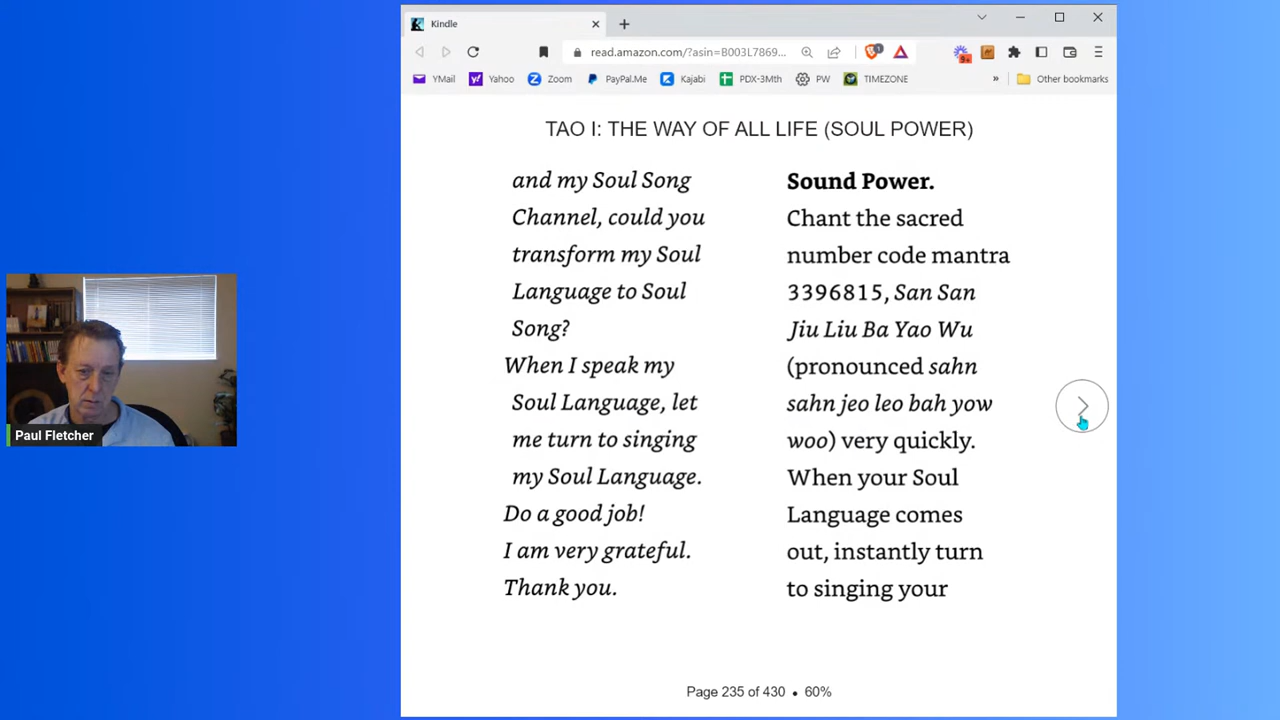 Kindle
read.amazon.com/?asin=B003L7869...
1
9+
YMail
Yahoo
Zoom
PayPal.Me
Kajabi
PDX-3Mth
PW
TIMEZONE
»
Other bookmarks
TAO I: THE WAY OF ALL LIFE (SOUL POWER)
and my Soul Song
Channel, could you
transform my Soul
Language to Soul
Song?
When I speak my
Soul Language, let
me turn to singing
my Soul Language.
Do a good job!
I am very grateful.
Thank you.
Sound Power.
Chant the sacred
number code mantra
3396815, San San
Jiu Liu Ba Yao Wu
(pronounced sahn
sahn jeo leo bah yow
woo) very quickly.
When your Soul
Language comes
out, instantly turn
to singing your
Page 235 of 430 • 60%
Paul Fletcher